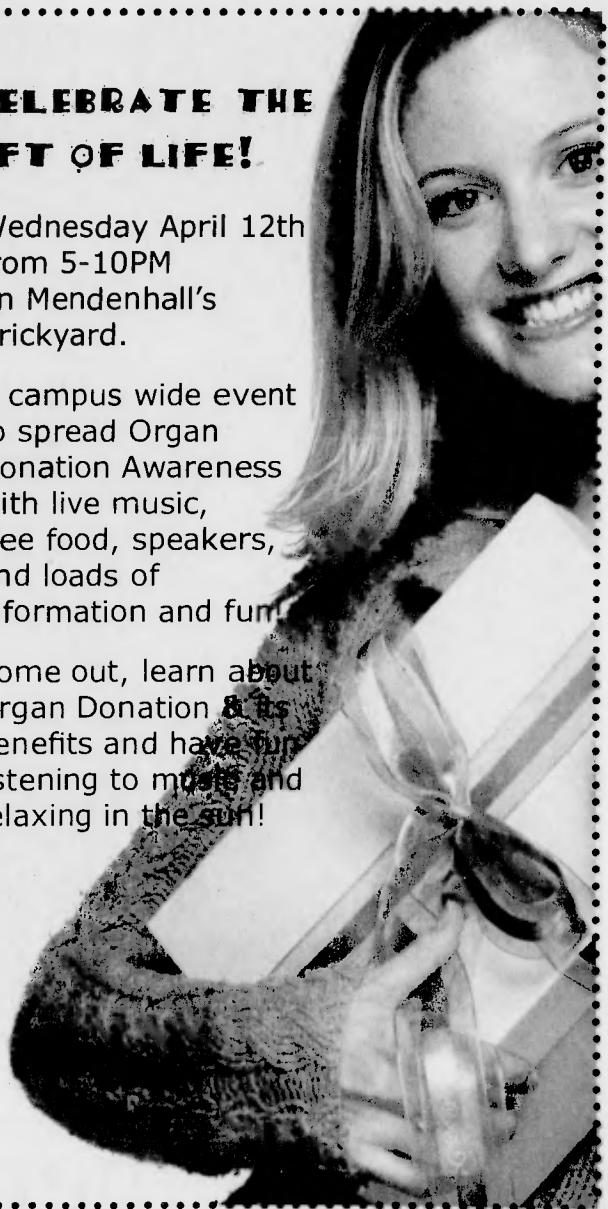 ELEBRATE THE
FT OF LIFE!
ednesday April 12th
rom 5-10PM
n Mendenhall's
rickyard.
campus wide event
o spread Organ
onation Awareness
ith live music,
ee food, speakers,
nd loads of
formation and fun!
ome out, learn about
rgan Donation & its
enefits and have fun
stening to music and
elaxing in the sun!